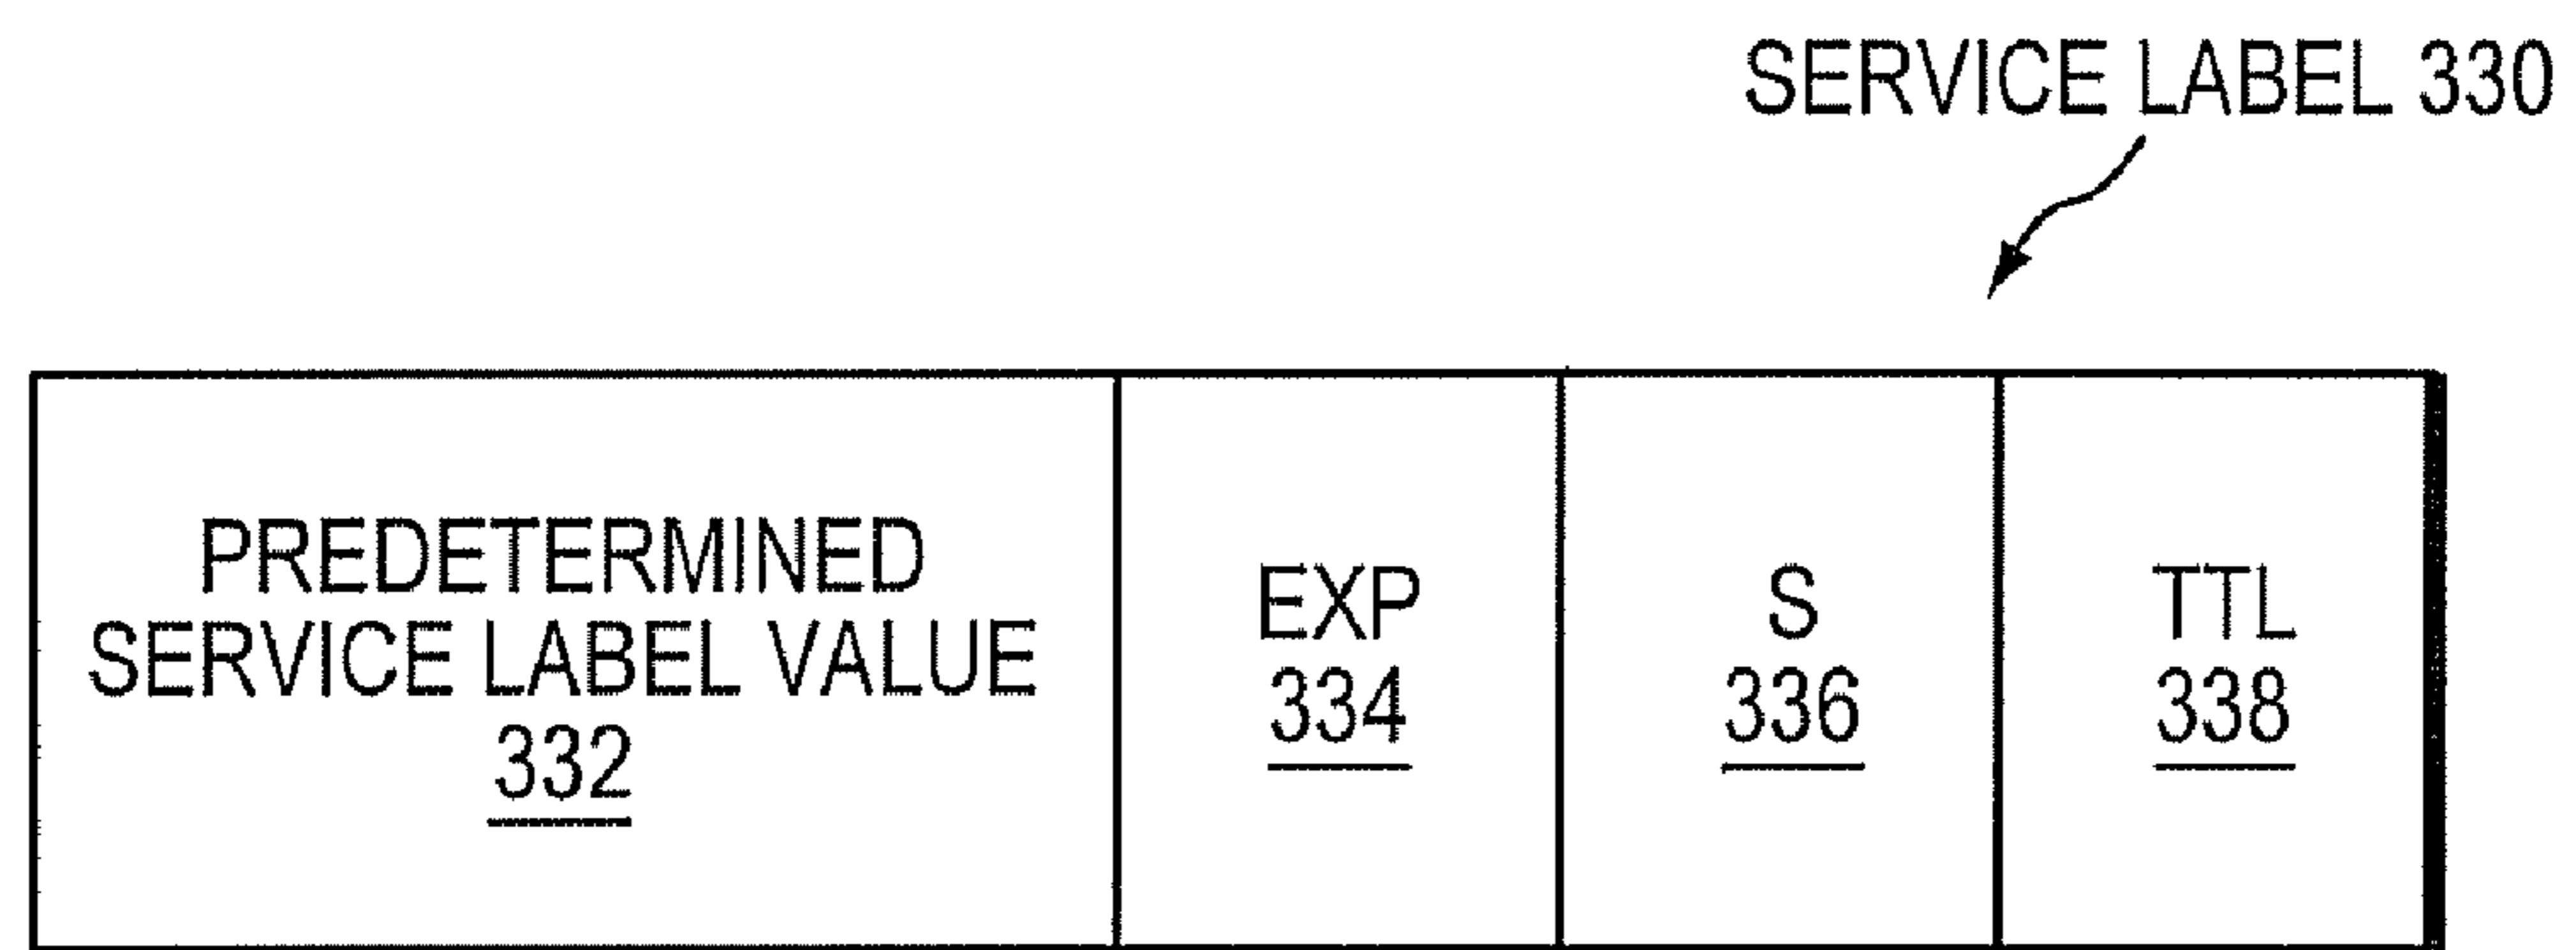 SERVICE LABEL 330
PREDETERMINED
SERVICE LABEL VALUE
332
EXP
334
S
336
TTL
338